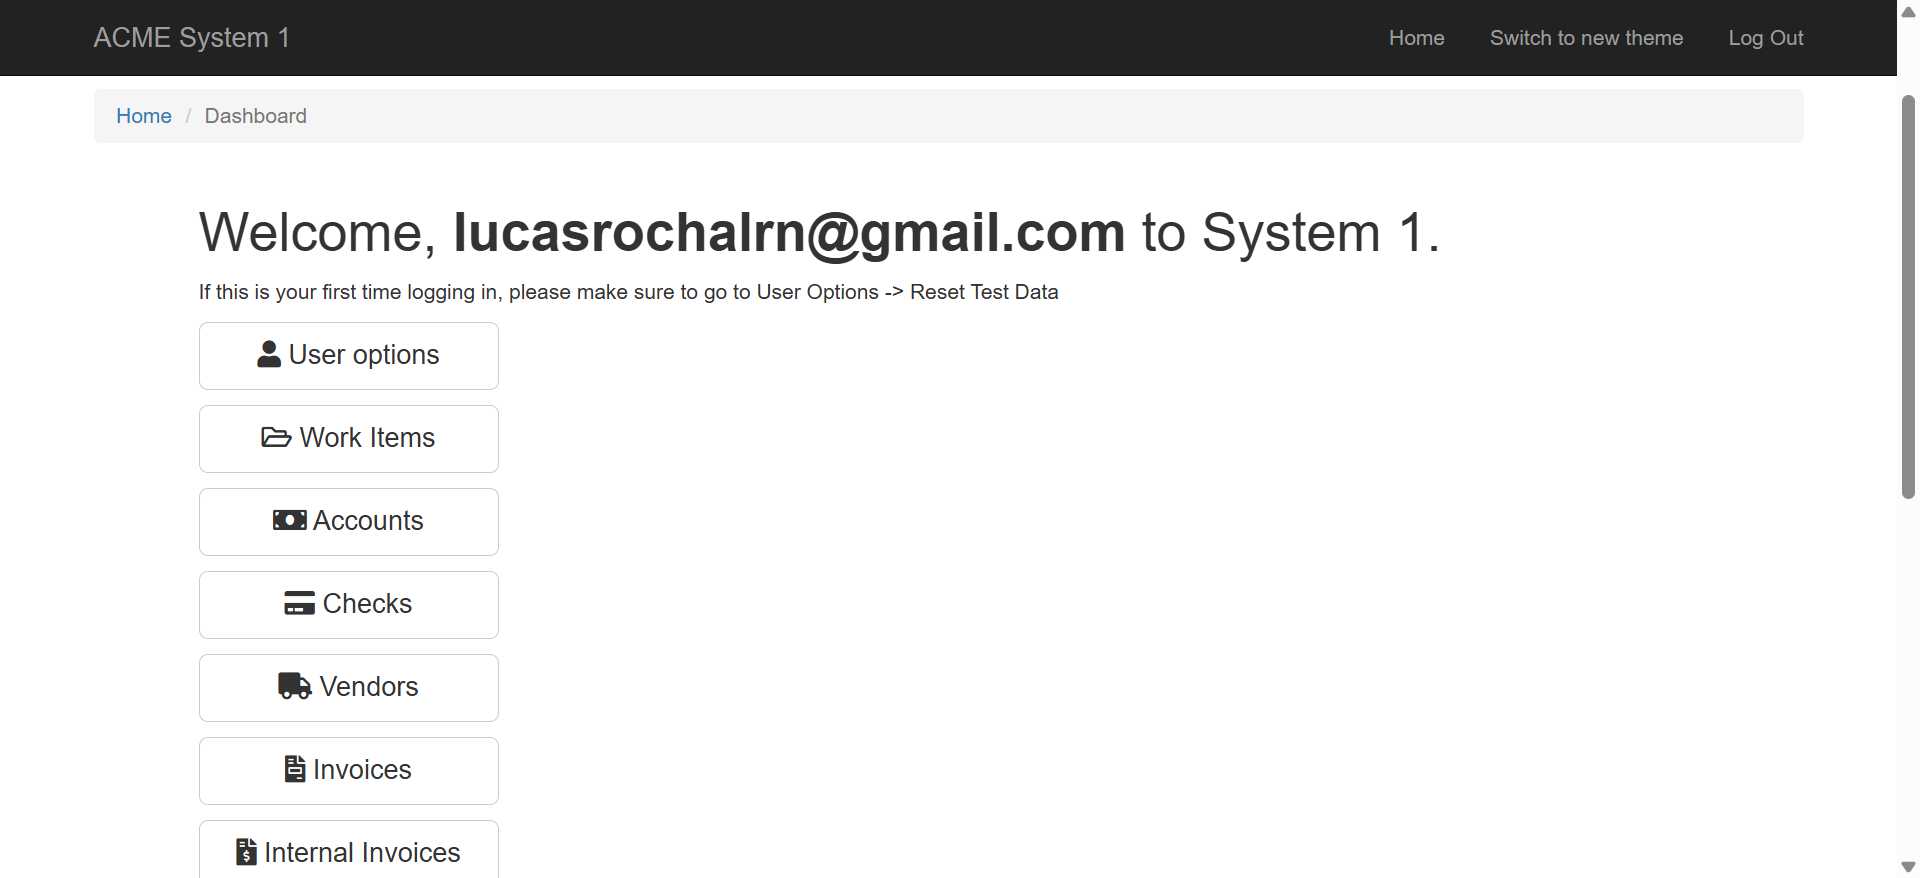 ACME System 1
Home
Switch to new theme
Log Out
Home / Dashboard
Welcome, lucasrochalrn@gmail.com to System 1.
If this is your first time logging in, please make sure to go to User Options -> Reset Test Data
User options
Work Items
Accounts
Checks
Vendors
Invoices
Internal Invoices